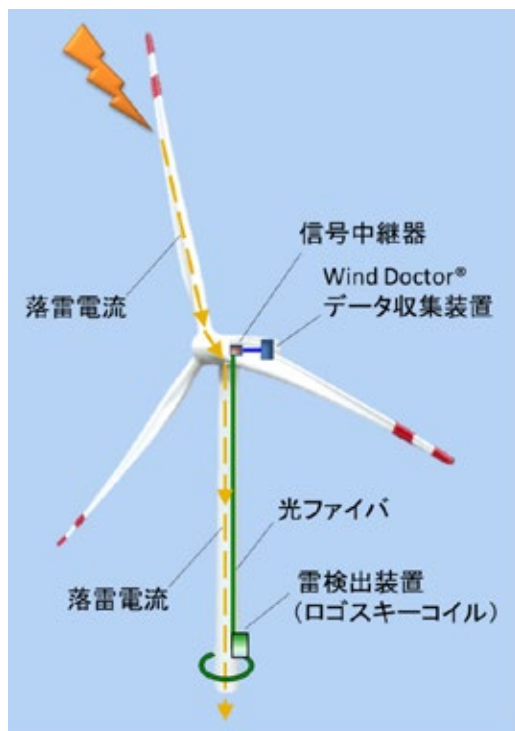 信号中継器
Wind Doctor®
データ収集装置
落雷電流
光ファイバ
落雷電流
雷検出装置
（ロゴスキーコイル）